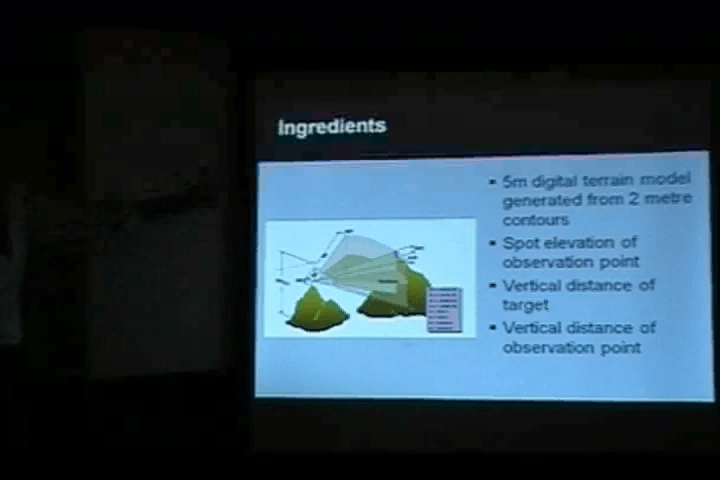 Ingredients
▪ 5m digital terrain model
generated from 2 metre
contours
▪ Spot elevation of
observation point
▪ Vertical distance of
target
▪ Vertical distance of
observation point